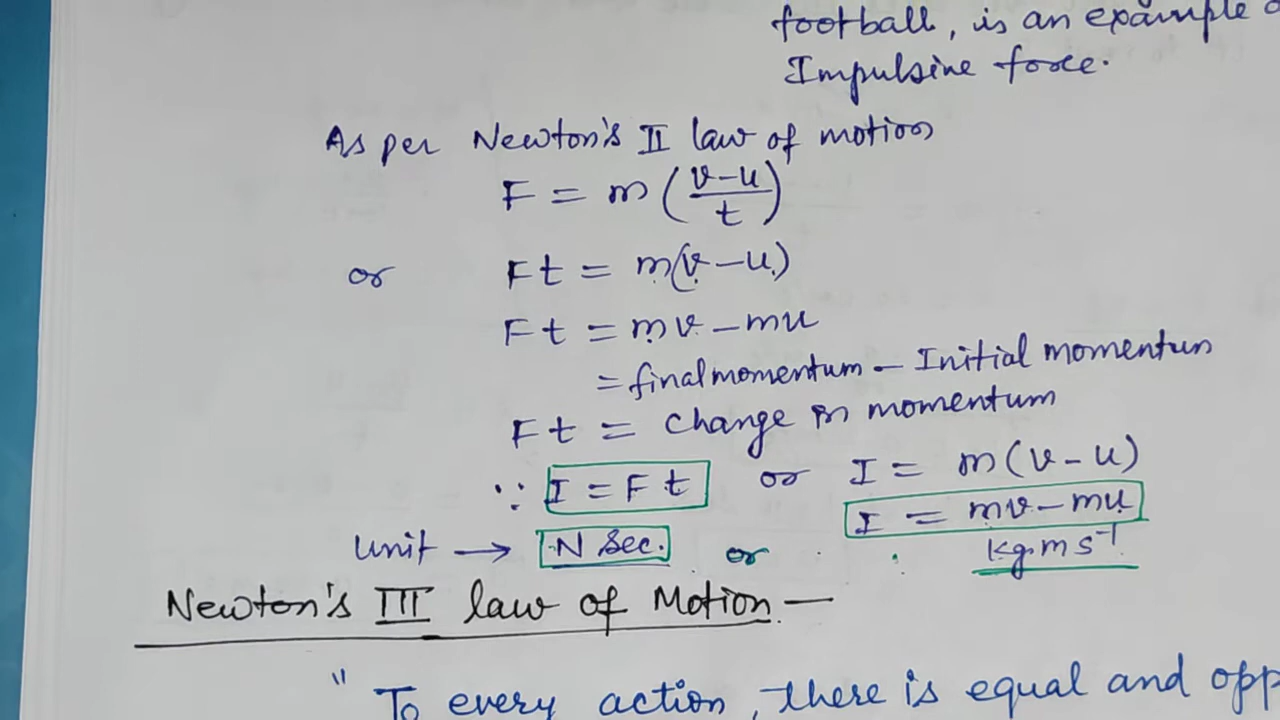 football, is an example
Impulsine force.
As per Newton's II law of motion
F = m (v-u/t)
or Ft = m(v-u)
Ft = mv-mu
= final momentum - Initial momentum
Ft = change in momentum
∵ I = Ft or I = m(v-u)
I = mv-mu
Unit → N Sec. or kg.m s⁻¹
Newton's III law of Motion —
" To every action, there is equal and opp